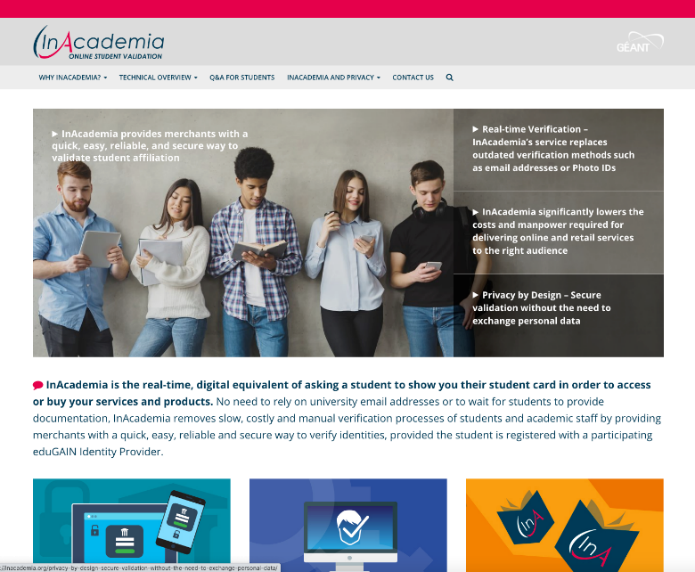 InAcademia
ONLINE STUDENT VALIDATION
GÉANT
WHY INACADEMIA? TECHNICAL OVERVIEW Q&A FOR STUDENTS INACADEMIA AND PRIVACY CONTACT US
InAcademia provides merchants with a
quick, easy, reliable, and secure way to
validate student affiliation
Real-time Verification –
InAcademia's service replaces
outdated verification methods such
as email addresses or Photo IDs
InAcademia significantly lowers the
costs and manpower required for
delivering online and retail services
to the right audience
Privacy by Design – Secure
validation without the need to
exchange personal data
InAcademia is the real-time, digital equivalent of asking a student to show you their student card in order to access
or buy your services and products. No need to rely on university email addresses or to wait for students to provide
documentation, InAcademia removes slow, costly and manual verification processes of students and academic staff by providing
merchants with a quick, easy, reliable and secure way to verify identities, provided the student is registered with a participating
eduGAIN Identity Provider.
InA
InA
inacademia.org/privacy-by-design-secure-validation-without-the-need-to-exchange-personal-data/